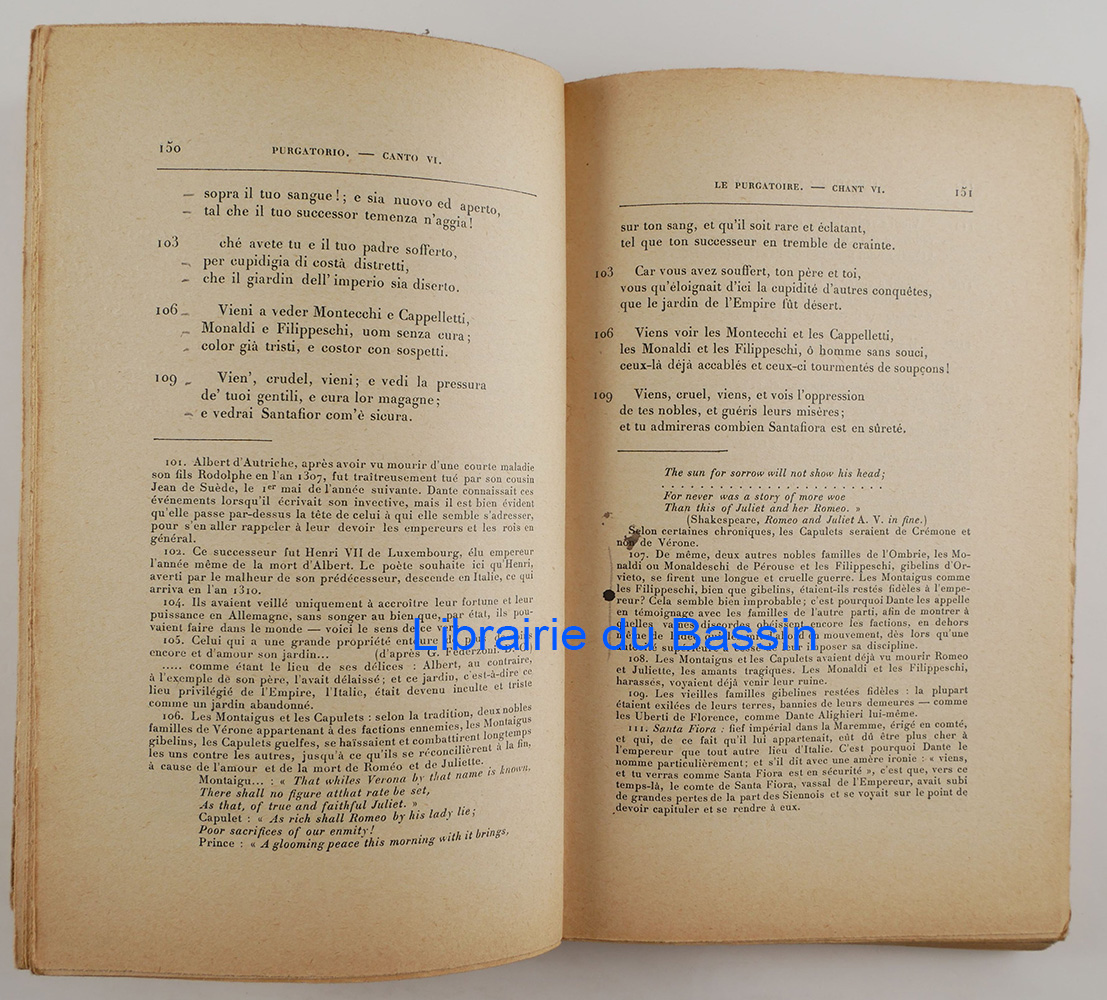 150
PURGATORIO. — CANTO VI.
— sopra il tuo sangue!; e sia nuovo ed aperto,
— tal che il tuo successor temenza n'aggia!
103 ché avete tu e il tuo padre sofferto,
— per cupidigia di costà distretti,
— che il giardin dell'imperio sia diserto.
106 — Vieni a veder Montecchi e Cappelletti,
— Monaldi e Filippeschi, uom senza cura;
— color già tristi, e costor con sospetti.
109 — Vien', crudel, vieni; e vedi la pressura
de' tuoi gentili, e cura lor magagne;
— e vedrai Santafior com'è sicura.
101. Albert d'Autriche, après avoir vu mourir d'une courte maladie
son fils Rodolphe en l'an 1307, fut traîtreusement tué par son cousin
Jean de Suède, le 1er mai de l'année suivante. Dante connaissait ces
événements lorsqu'il écrivait son invective, mais il est bien évident
qu'elle passe par-dessus la tête de celui à qui elle semble s'adresser,
pour s'en aller rappeler à leur devoir les empereurs et les rois en
général.
102. Ce successeur fut Henri VII de Luxembourg, élu empereur
l'année même de la mort d'Albert. Le poète souhaite ici qu'Henri,
averti par le malheur de son prédécesseur, descende en Italie, ce qui
arriva en l'an 1310.
104. Ils avaient veillé uniquement à accroître leur fortune et leur
puissance en Allemagne, sans songer au bien que, par état, ils pou-
vaient faire dans le monde — voici le sens de ce
105. Celui qui a une grande propriété
encore et d'amour son jardin... (d'après G.
..... comme étant le lieu de ses délices : Albert, au contraire,
à l'exemple de son père, l'avait délaissé; et ce jardin, c'est-à-dire ce
lieu privilégié de l'Empire, l'Italie, était devenu inculte et triste
comme un jardin abandonné.
106. Les Montaigus et les Capulets : selon la tradition, deux nobles
familles de Vérone appartenant à des factions ennemies, les Montaigus
gibelins, les Capulets guelfes, se haïssaient et combattirent longtemps
les uns contre les autres, jusqu'à ce qu'ils se réconcilièrent à la fin,
à cause de l'amour et de la mort de Roméo et de Juliette.
Montaigu... : « That whiles Verona by that name is known,
There shall no figure atthat rate be set,
As that, of true and faithful Juliet. »
Capulet : « As rich shall Romeo by his lady lie;
Poor sacrifices of our enmity!
Prince : « A glooming peace this morning with it brings,
LE PURGATOIRE. — CHANT VI.
151
sur ton sang, et qu'il soit rare et éclatant,
tel que ton successeur en tremble de crainte.
103 Car vous avez souffert, ton père et toi,
vous qu'éloignait d'ici la cupidité d'autres conquêtes,
que le jardin de l'Empire fût désert.
106 Viens voir les Montecchi et les Cappelletti,
les Monaldi et les Filippeschi, ô homme sans souci,
ceux-là déjà accablés et ceux-ci tourmentés de soupçons!
109 Viens, cruel, viens, et vois l'oppression
de tes nobles, et guéris leurs misères;
et tu admireras combien Santafiora est en sûreté.
The sun for sorrow will not show his head;
. . . . . . . . . . . . . . . . . . . . . . . .
For never was a story of more woe
Than this of Juliet and her Romeo. »
(Shakespeare, Romeo and Juliet A. V. in fine.)
Selon certaines chroniques, les Capulets seraient de Crémone et
non de Vérone.
107. De même, deux autres nobles familles de l'Ombrie, les Mo-
naldi ou Monaldeschi de Pérouse et les Filippeschi, gibelins d'Or-
vieto, se firent une longue et cruelle guerre. Les Montaigus comme
les Filippeschi, bien que gibelins, étaient-ils restés fidèles à l'empe-
reur? Cela semble bien improbable; c'est pourquoi Dante les appelle
en témoignage avec les familles de l'autre parti, afin de montrer à
quelles vaines discordes obéissent encore les factions, en dehors
même de leur mouvement, dès lors qu'une
imposer sa discipline.
108. Les Montaigus et les Capulets avaient déjà vu mourir Romeo
et Juliette, les amants tragiques. Les Monaldi et les Filippeschi,
harassés, voyaient déjà venir leur ruine.
109. Les vieilles familles gibelines restées fidèles : la plupart
étaient exilées de leurs terres, bannies de leurs demeures — comme
les Uberti de Florence, comme Dante Alighieri lui-même.
111. Santa Fiora : fief impérial dans la Maremme, érigé en comté,
et qui, de ce fait qu'il lui appartenait, eût dû être plus cher à
l'empereur que tout autre lieu d'Italie. C'est pourquoi Dante le
nomme particulièrement; et s'il dit avec une amère ironie : « viens,
et tu verras comme Santa Fiora est en sécurité », c'est que, vers ce
temps-là, le comte de Santa Fiora, vassal de l'Empereur, avait subi
de grandes pertes de la part des Siennois et se voyait sur le point de
devoir capituler et se rendre à eux.
Librairie du Bassin